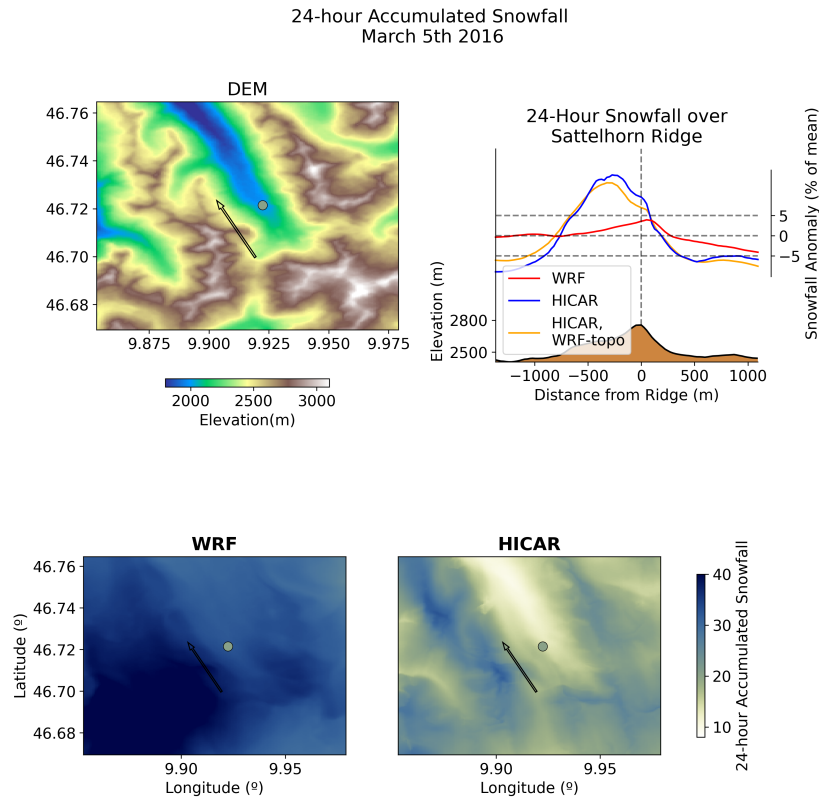 24-hour Accumulated Snowfall
March 5th 2016
DEM
46.76
46.74
46.72
46.70
46.68
9.875 9.900 9.925 9.950 9.975
2000 2500 3000
Elevation(m)
24-Hour Snowfall over
Sattelhorn Ridge
Snowfall Anomaly (% of mean)
5
0
−5
WRF
HICAR
HICAR,
WRF-topo
Elevation (m)
2800
2500
−1000 −500 0 500 1000
Distance from Ridge (m)
WRF
Latitude (º)
46.76
46.74
46.72
46.70
46.68
9.90 9.95
Longitude (º)
HICAR
9.90 9.95
Longitude (º)
40
30
20
10
24-hour Accumulated Snowfall